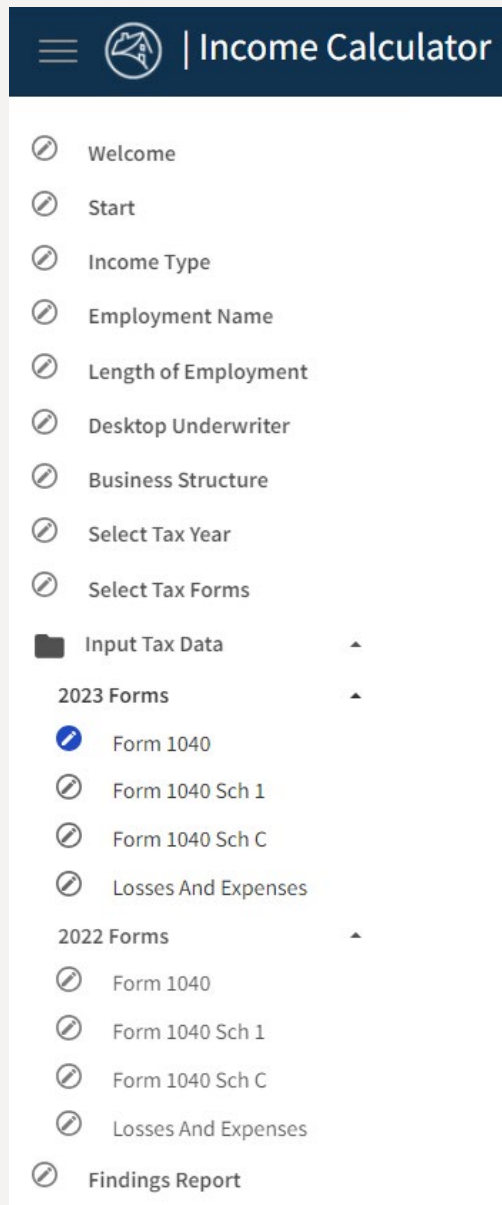 | Income Calculator
Welcome
Start
Income Type
Employment Name
Length of Employment
Desktop Underwriter
Business Structure
Select Tax Year
Select Tax Forms
Input Tax Data
2023 Forms
Form 1040
Form 1040 Sch 1
Form 1040 Sch C
Losses And Expenses
2022 Forms
Form 1040
Form 1040 Sch 1
Form 1040 Sch C
Losses And Expenses
Findings Report